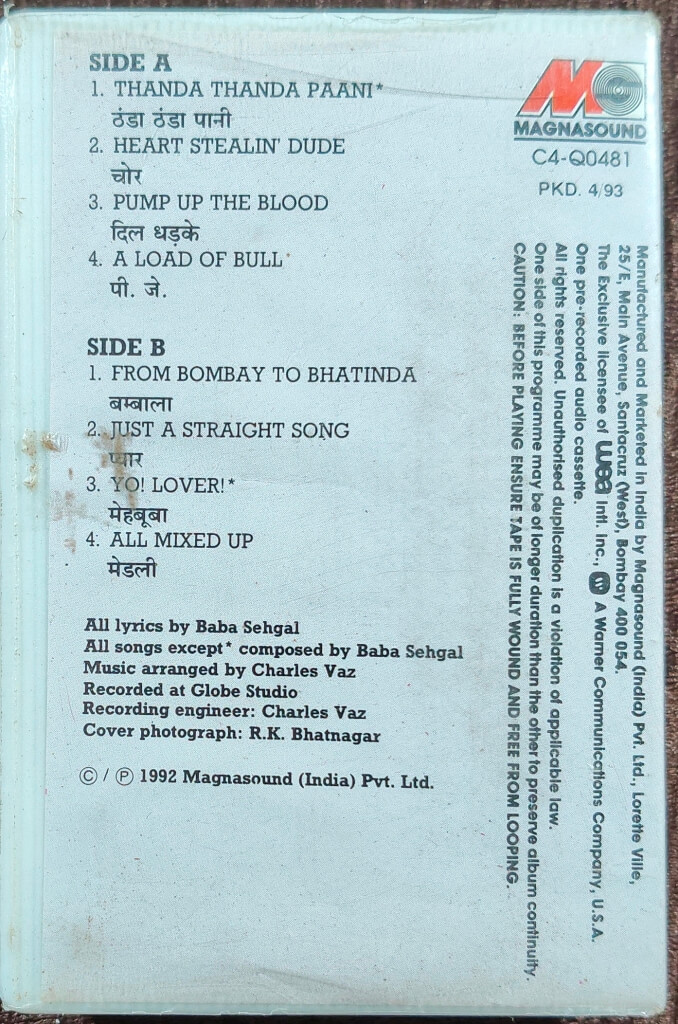 SIDE A
1. THANDA THANDA PAANI*
ठंडा ठंडा पानी
2. HEART STEALIN' DUDE
चोर
3. PUMP UP THE BLOOD
दिल धड़के
4. A LOAD OF BULL
पी. जे.
SIDE B
1. FROM BOMBAY TO BHATINDA
बम्बाला
2. JUST A STRAIGHT SONG
प्यार
3. YO! LOVER!*
मेहबूबा
4. ALL MIXED UP
मेडली
All lyrics by Baba Sehgal
All songs except* composed by Baba Sehgal
Music arranged by Charles Vaz
Recorded at Globe Studio
Recording engineer: Charles Vaz
Cover photograph: R.K. Bhatnagar
© / ℗ 1992 Magnasound (India) Pvt. Ltd.
MAGNASOUND
C4-Q0481
PKD. 4/93
Manufactured and Marketed in India by Magnasound (India) Pvt. Ltd., Lorette Ville,
25/E, Main Avenue, Santacruz (West), Bombay 400 054.
The Exclusive licensee of wea Intl. Inc., A Warner Communications Company, U.S.A.
One pre-recorded audio cassette.
All rights reserved. Unauthorised duplication is a violation of applicable law.
One side of this programme may be of longer duration than the other to preserve album continuity.
CAUTION: BEFORE PLAYING ENSURE TAPE IS FULLY WOUND AND FREE FROM LOOPING.